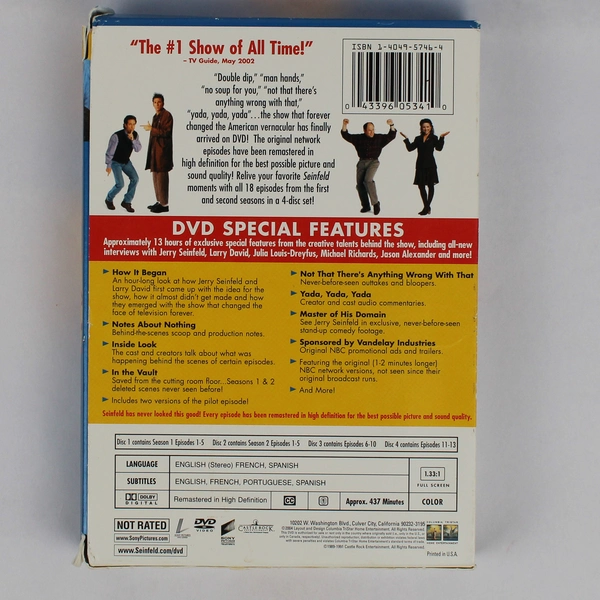 "The #1 Show of All Time!"
– TV Guide, May 2002
ISBN 1-4049-5746-4
0 43396 05341 0
"Double dip," "man hands,"
"no soup for you," "not that there's
anything wrong with that,"
"yada, yada, yada"...the show that forever
changed the American vernacular has finally
arrived on DVD! The original network
episodes have been remastered in
high definition for the best possible picture and
sound quality! Relive your favorite Seinfeld
moments with all 18 episodes from the first
and second seasons in a 4-disc set!
DVD SPECIAL FEATURES
Approximately 13 hours of exclusive special features from the creative talents behind the show, including all-new
interviews with Jerry Seinfeld, Larry David, Julia Louis-Dreyfus, Michael Richards, Jason Alexander and more!
How It Began
An hour-long look at how Jerry Seinfeld and
Larry David first came up with the idea for the
show, how it almost didn't get made and how
they emerged with the show that changed the
face of television forever.
Notes About Nothing
Behind-the-scenes scoop and production notes.
Inside Look
The cast and creators talk about what was
happening behind the scenes of certain episodes.
In the Vault
Saved from the cutting room floor...Seasons 1 & 2
deleted scenes never seen before!
Includes two versions of the pilot episode!
Not That There's Anything Wrong With That
Never-before-seen outtakes and bloopers.
Yada, Yada, Yada
Creator and cast audio commentaries.
Master of His Domain
See Jerry Seinfeld in exclusive, never-before-seen
stand-up comedy footage.
Sponsored by Vandelay Industries
Original NBC promotional ads and trailers.
Featuring the original (1-2 minutes longer)
NBC network versions, not seen since their
original broadcast runs.
And More!
Seinfeld has never looked this good! Every episode has been remastered in high definition for the best possible picture and sound quality.
Disc 1 contains Season 1 Episodes 1-5 Disc 2 contains Season 2 Episodes 1-5 Disc 3 contains Episodes 6-10 Disc 4 contains Episodes 11-13
LANGUAGE ENGLISH (Stereo) FRENCH, SPANISH
SUBTITLES ENGLISH, FRENCH, PORTUGUESE, SPANISH
1.33:1
FULL SCREEN
DOLBY DIGITAL Remastered in High Definition CC Approx. 437 Minutes COLOR
NOT RATED
www.SonyPictures.com
www.Seinfeld.com/dvd
DVD VIDEO
SONY PICTURES
CASTLE ROCK
10202 W. Washington Blvd., Culver City, California 90232-3195
Printed in U.S.A.